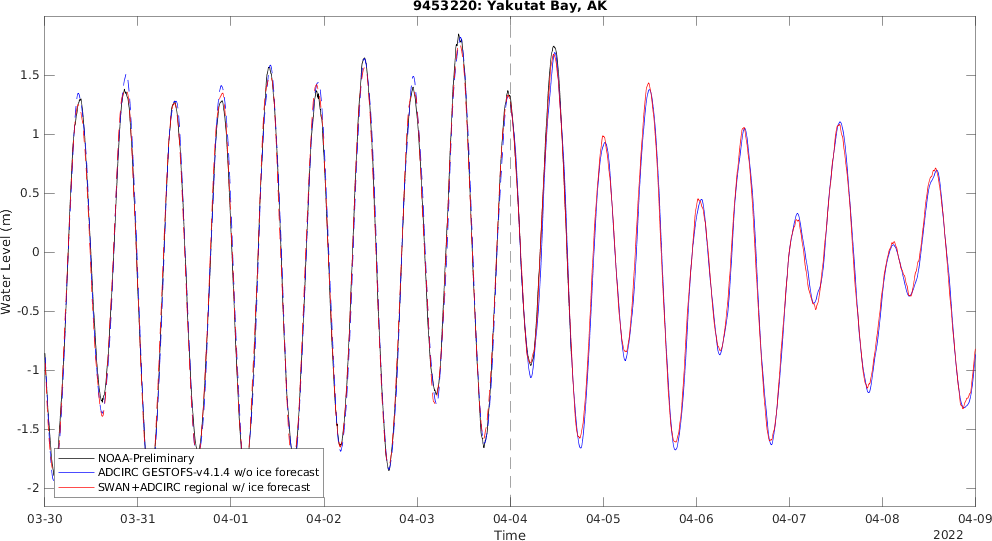 9453220: Yakutat Bay, AK
Water Level (m)
1.5
1
0.5
0
-0.5
-1
-1.5
-2
NOAA-Preliminary
ADCIRC GESTOFS-v4.1.4 w/o ice forecast
SWAN+ADCIRC regional w/ ice forecast
03-30 03-31 04-01 04-02 04-03 04-04 04-05 04-06 04-07 04-08 04-09
Time
2022